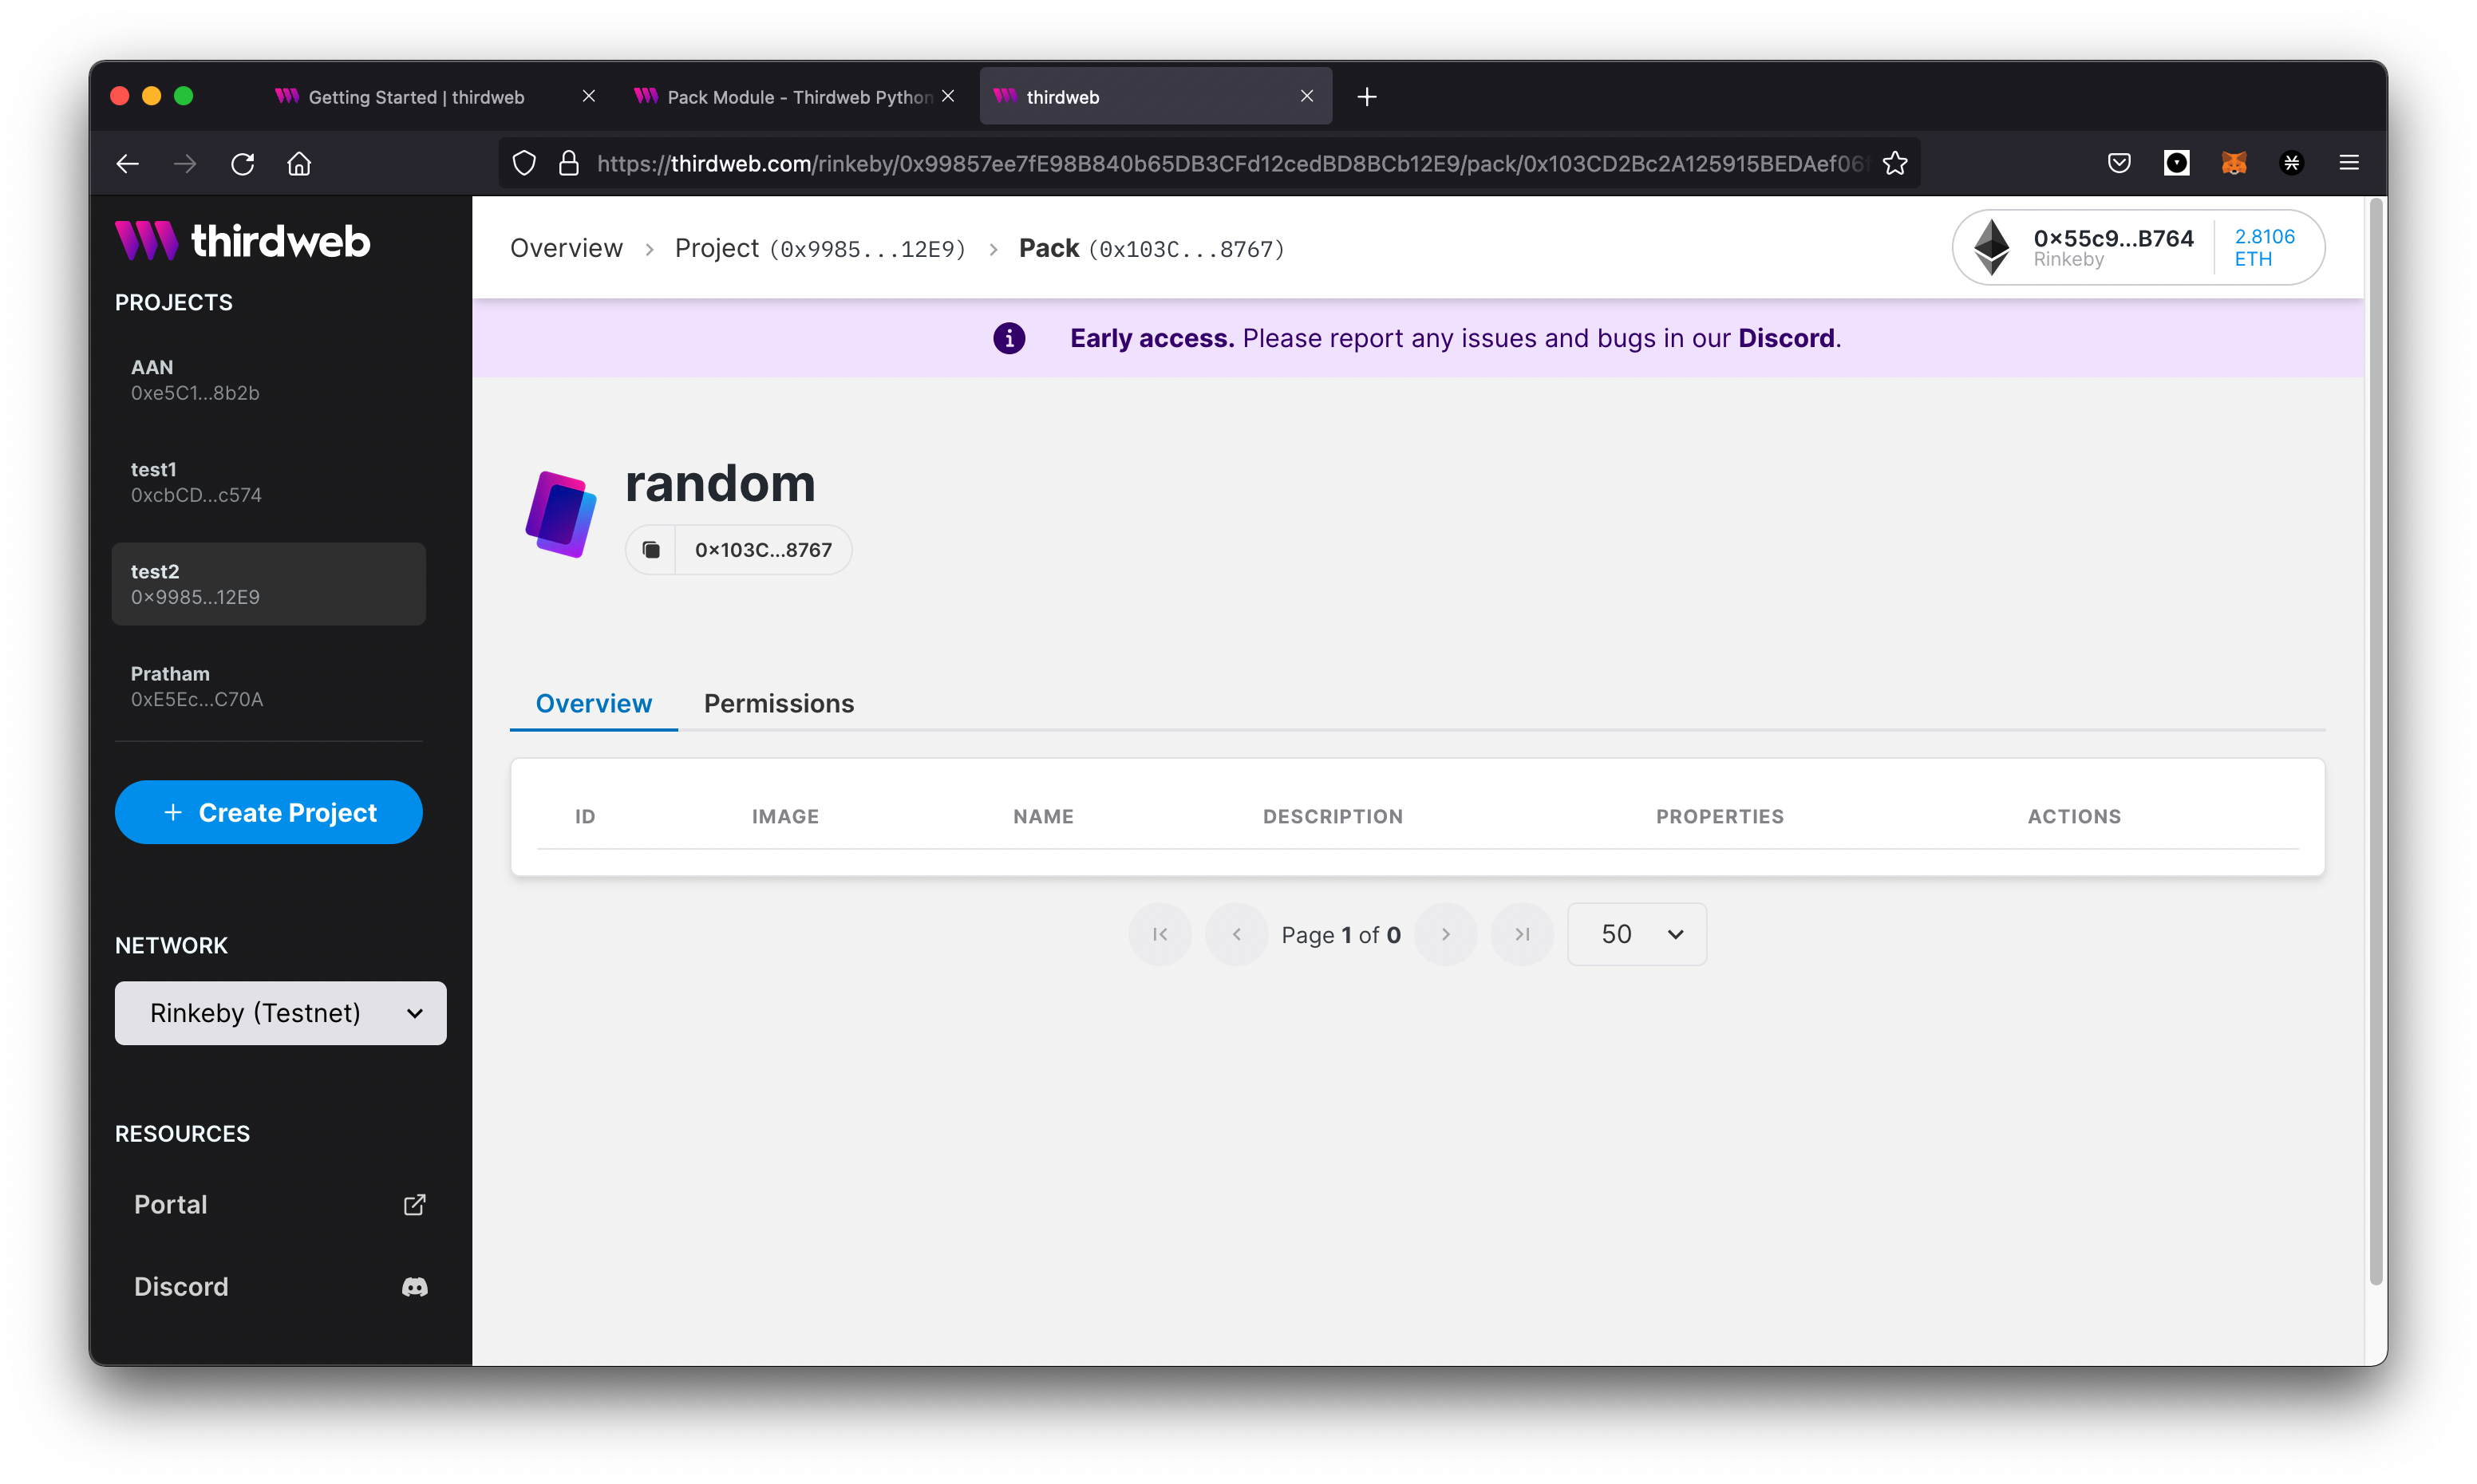 Getting Started | thirdweb
Pack Module - Thirdweb Python
thirdweb
https://thirdweb.com/rinkeby/0x99857ee7fE98B840b65DB3CFd12cedBD8BCb12E9/pack/0x103CD2Bc2A125915BEDAef06
thirdweb
PROJECTS
AAN
0xe5C1...8b2b
test1
0xcbCD...c574
test2
0x9985...12E9
Pratham
0xE5Ec...C70A
+ Create Project
NETWORK
Rinkeby (Testnet)
RESOURCES
Portal
Discord
Overview > Project (0x9985...12E9) > Pack (0x103C...8767)
0x55c9...B764
Rinkeby
2.8106
ETH
Early access. Please report any issues and bugs in our Discord.
random
0x103C...8767
Overview Permissions
ID IMAGE NAME DESCRIPTION PROPERTIES ACTIONS
Page 1 of 0
50